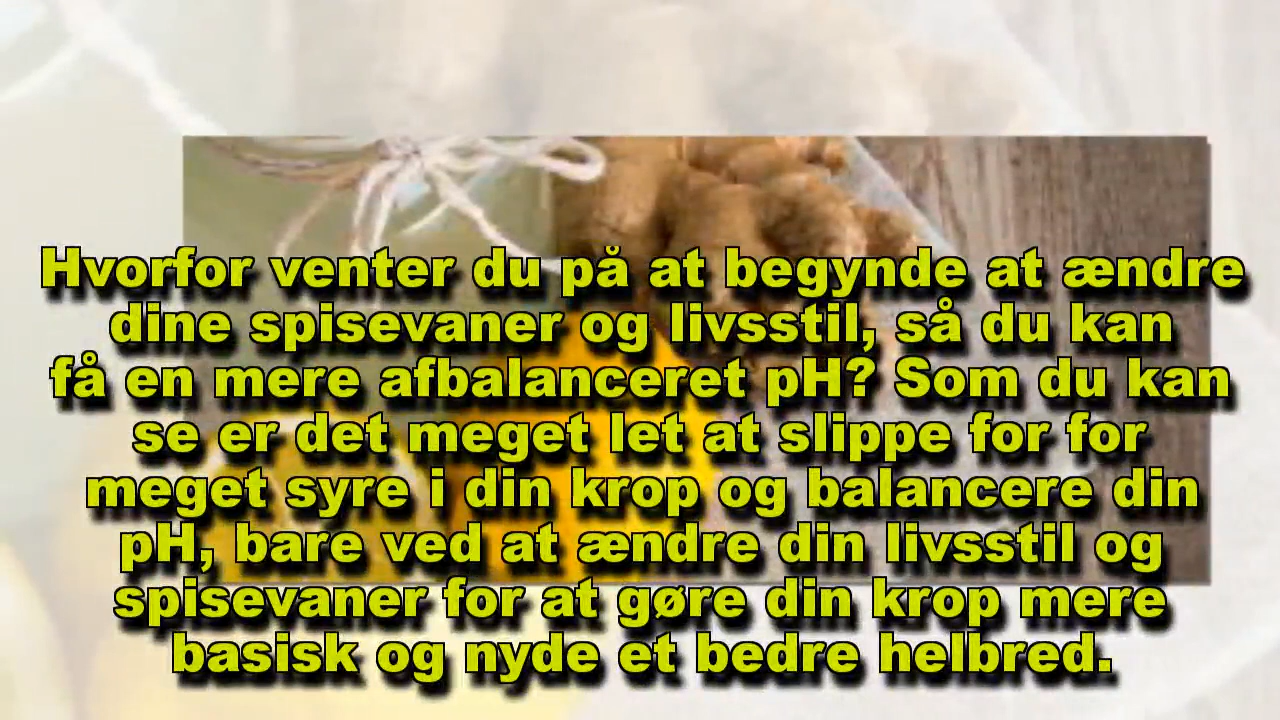 Hvorfor venter du på at begynde at ændre
dine spisevaner og livsstil, så du kan
få en mere afbalanceret pH? Som du kan
se er det meget let at slippe for for
meget syre i din krop og balancere din
pH, bare ved at ændre din livsstil og
spisevaner for at gøre din krop mere
basisk og nyde et bedre helbred.